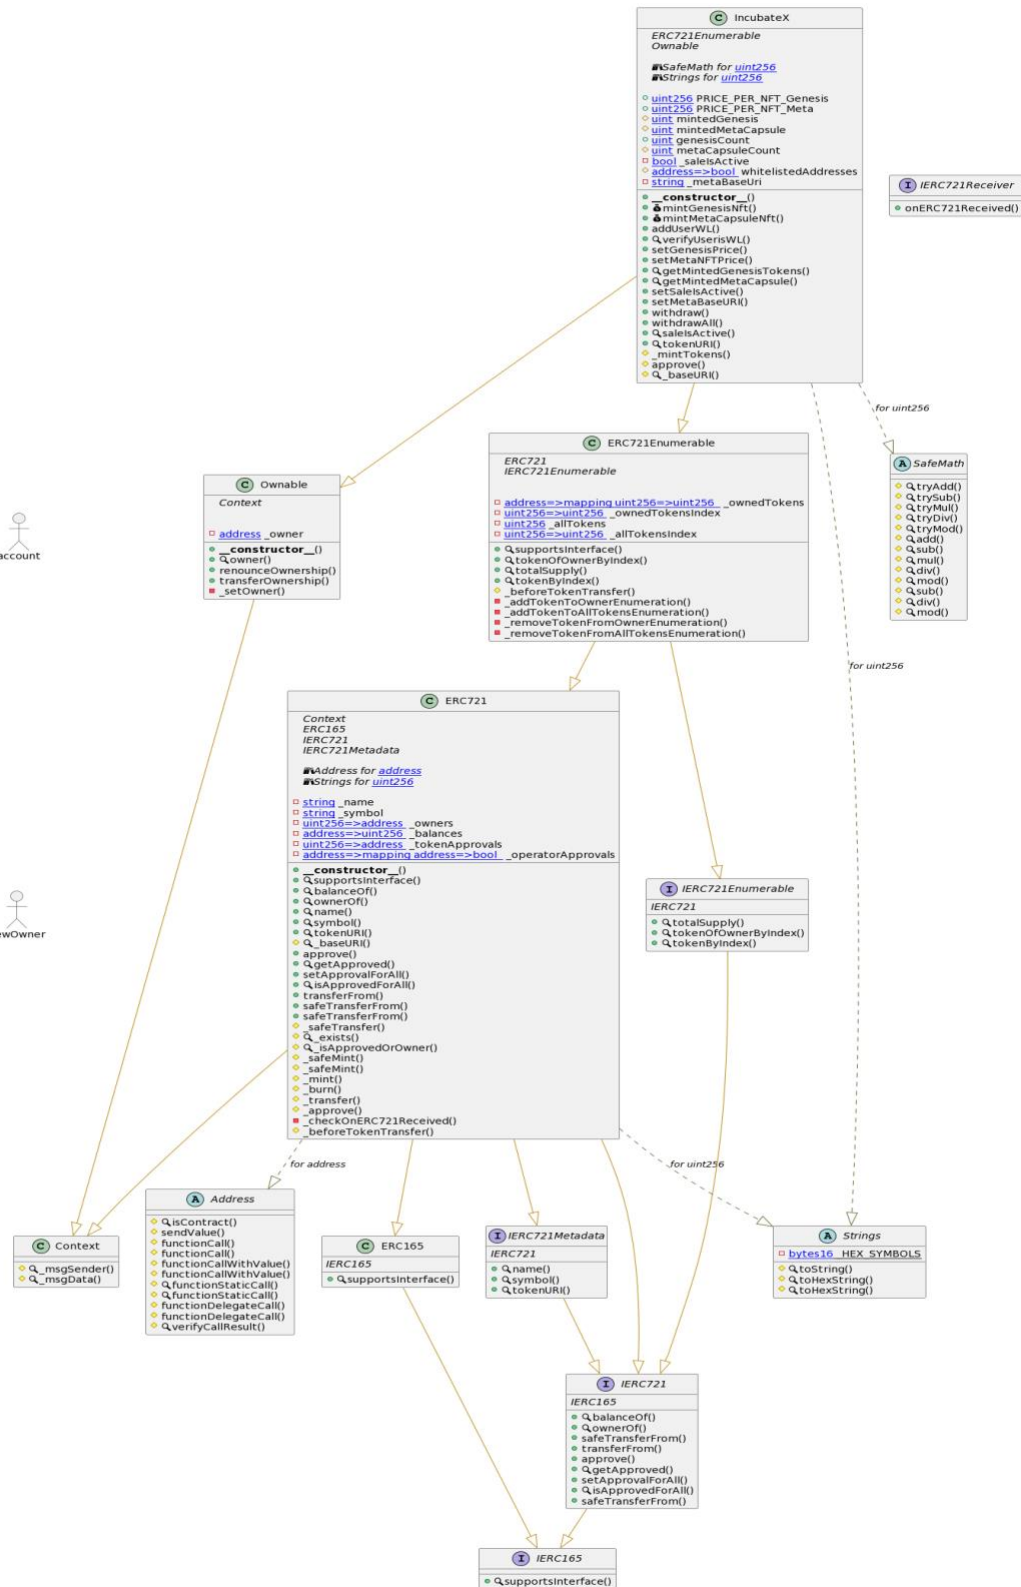 C IncubateX
ERC721Enumerable
Ownable
SafeMath for uint256
Strings for uint256
uint256 PRICE_PER_NFT_Genesis
uint256 PRICE_PER_NFT_Meta
uint mintedGenesis
uint mintedMetaCapsule
uint genesisCount
uint metaCapsuleCount
bool _saleIsActive
address=>bool whitelistedAddresses
string _metaBaseUri
__constructor__()
mintGenesisNft()
mintMetaCapsuleNft()
addUserWL()
verifyUserisWL()
setGenesisPrice()
setMetaNFTPrice()
getMintedGenesisTokens()
getMintedMetaCapsule()
setSaleIsActive()
setMetaBaseURI()
withdraw()
withdrawAll()
saleIsActive()
tokenURI()
_mintTokens()
approve()
_baseURI()
I IERC721Receiver
onERC721Received()
for uint256
C ERC721Enumerable
ERC721
IERC721Enumerable
address=>mapping uint256=>uint256 _ownedTokens
uint256=>uint256 _ownedTokensIndex
uint256 _allTokens
uint256=>uint256 _allTokensIndex
supportsInterface()
tokenOfOwnerByIndex()
totalSupply()
tokenByIndex()
_beforeTokenTransfer()
_addTokenToOwnerEnumeration()
_addTokenToAllTokensEnumeration()
_removeTokenFromOwnerEnumeration()
_removeTokenFromAllTokensEnumeration()
A SafeMath
tryAdd()
trySub()
tryMul()
tryDiv()
tryMod()
add()
sub()
mul()
div()
mod()
sub()
div()
mod()
C Ownable
Context
address _owner
__constructor__()
owner()
renounceOwnership()
transferOwnership()
_setOwner()
account
for uint256
C ERC721
Context
ERC165
IERC721
IERC721Metadata
Address for address
Strings for uint256
string _name
string _symbol
uint256=>address _owners
address=>uint256 _balances
uint256=>address _tokenApprovals
address=>mapping address=>bool _operatorApprovals
__constructor__()
supportsInterface()
balanceOf()
ownerOf()
name()
symbol()
tokenURI()
_baseURI()
approve()
getApproved()
setApprovalForAll()
isApprovedForAll()
transferFrom()
safeTransferFrom()
safeTransferFrom()
_safeTransfer()
_exists()
_isApprovedOrOwner()
_safeMint()
_safeMint()
_mint()
_burn()
_transfer()
_approve()
_checkOnERC721Received()
_beforeTokenTransfer()
I IERC721Enumerable
IERC721
totalSupply()
tokenOfOwnerByIndex()
tokenByIndex()
ewOwner
for address
for uint256
A Address
isContract()
sendValue()
functionCall()
functionCall()
functionCallWithValue()
functionCallWithValue()
functionStaticCall()
functionStaticCall()
functionDelegateCall()
functionDelegateCall()
verifyCallResult()
C Context
_msgSender()
_msgData()
C ERC165
IERC165
supportsInterface()
I IERC721Metadata
IERC721
name()
symbol()
tokenURI()
A Strings
bytes16 _HEX_SYMBOLS
toString()
toHexString()
toHexString()
I IERC721
IERC165
balanceOf()
ownerOf()
safeTransferFrom()
transferFrom()
approve()
getApproved()
setApprovalForAll()
isApprovedForAll()
safeTransferFrom()
I IERC165
supportsInterface()